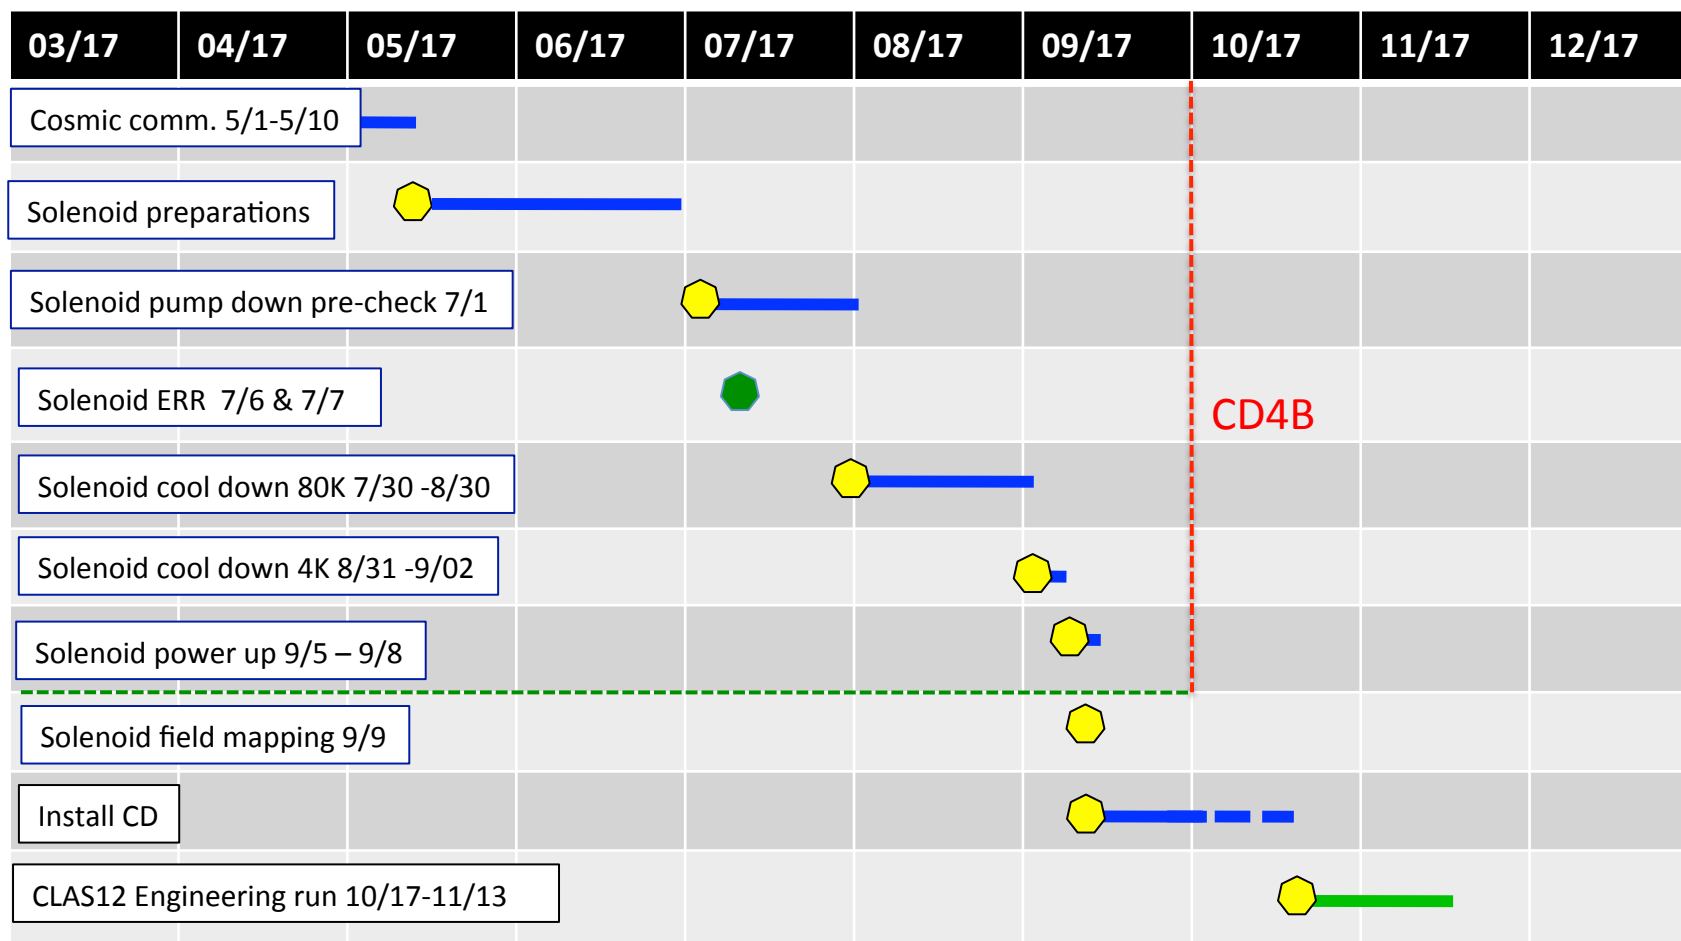 03/17 04/17 05/17 06/17 07/17 08/17 09/17 10/17 11/17 12/17
Cosmic comm. 5/1-5/10
Solenoid preparations
Solenoid pump down pre-check 7/1
Solenoid ERR 7/6 & 7/7
CD4B
Solenoid cool down 80K 7/30 -8/30
Solenoid cool down 4K 8/31 -9/02
Solenoid power up 9/5 – 9/8
Solenoid field mapping 9/9
Install CD
CLAS12 Engineering run 10/17-11/13